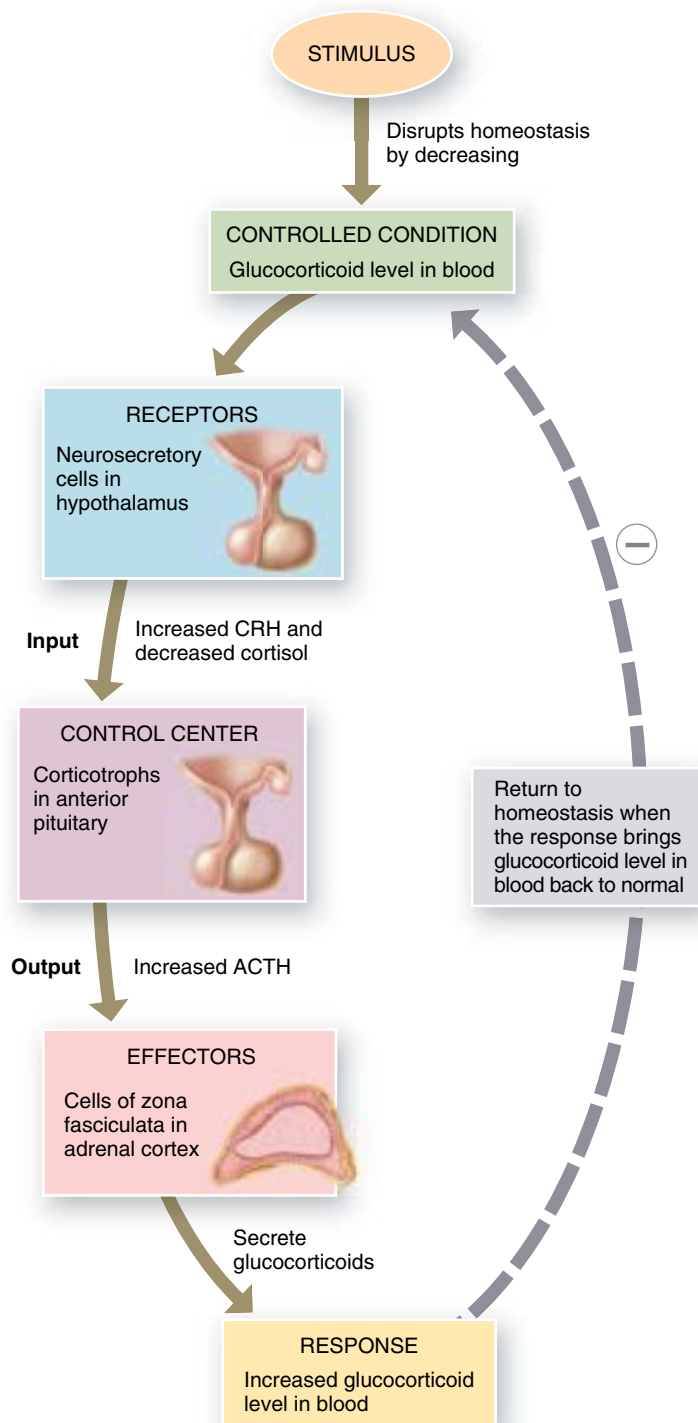 STIMULUS
Disrupts homeostasis
by decreasing
CONTROLLED CONDITION
Glucocorticoid level in blood
RECEPTORS
Neurosecretory
cells in
hypothalamus
Input
Increased CRH and
decreased cortisol
CONTROL CENTER
Corticotrophs
in anterior
pituitary
Return to
homeostasis when
the response brings
glucocorticoid level in
blood back to normal
Output
Increased ACTH
EFFECTORS
Cells of zona
fasciculata in
adrenal cortex
Secrete
glucocorticoids
RESPONSE
Increased glucocorticoid
level in blood